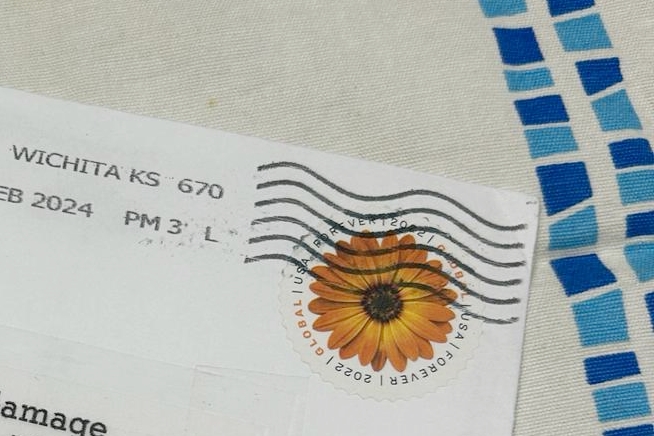 WICHITA KS 670
EB 2024 PM 3 L
GLOBAL | USA | FOREVER | 2022 | GLOBAL | USA | FOREVER | 2022 |
amage